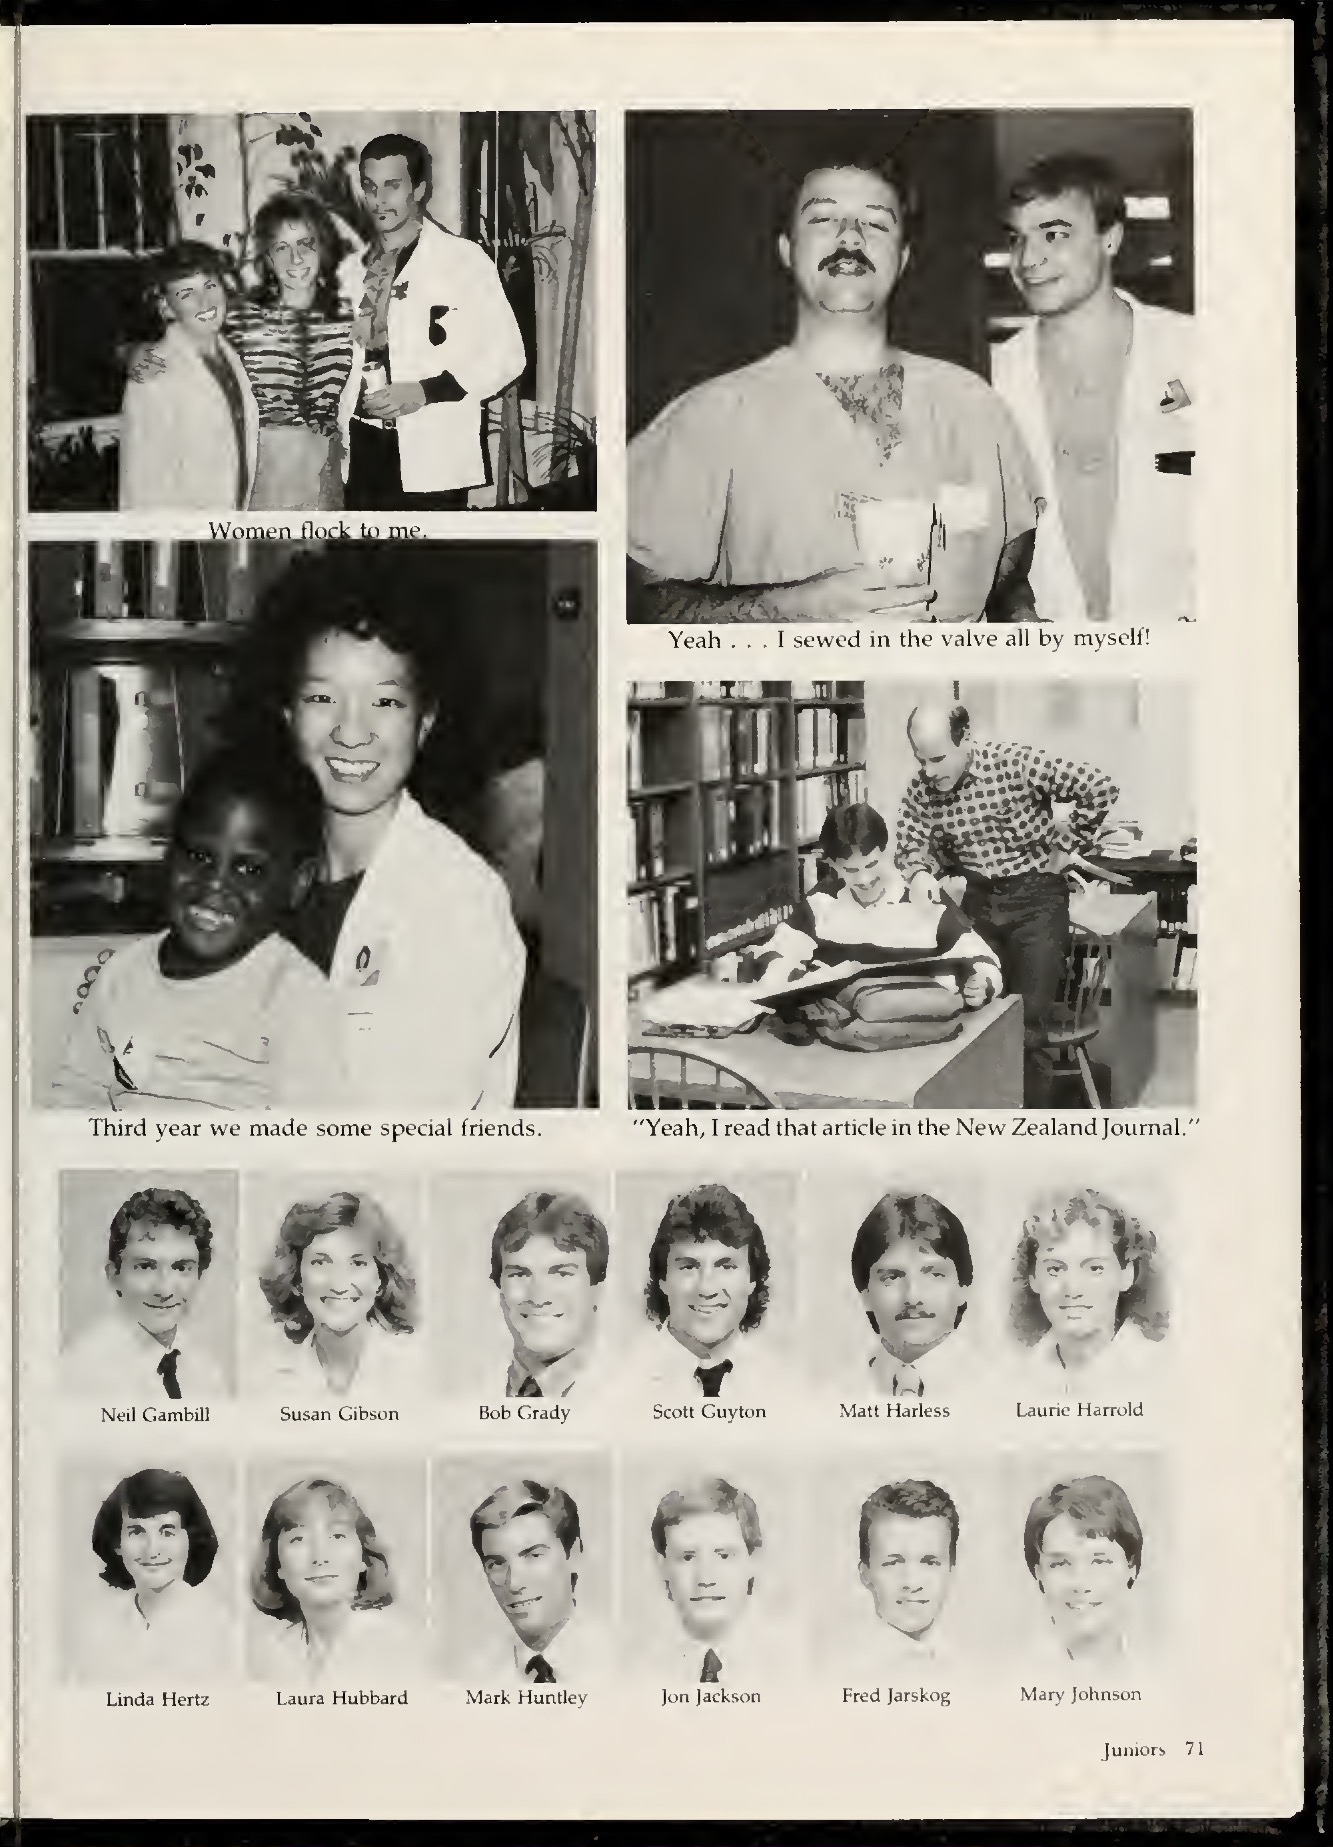 Women flock to me.
Yeah . . . I sewed in the valve all by myself!
Third year we made some special friends.
"Yeah, I read that article in the New Zealand Journal."
Neil Gambill
Susan Gibson
Bob Grady
Scott Guyton
Matt Harless
Laurie Harrold
Linda Hertz
Laura Hubbard
Mark Huntley
Jon Jackson
Fred Jarskog
Mary Johnson
Juniors 71